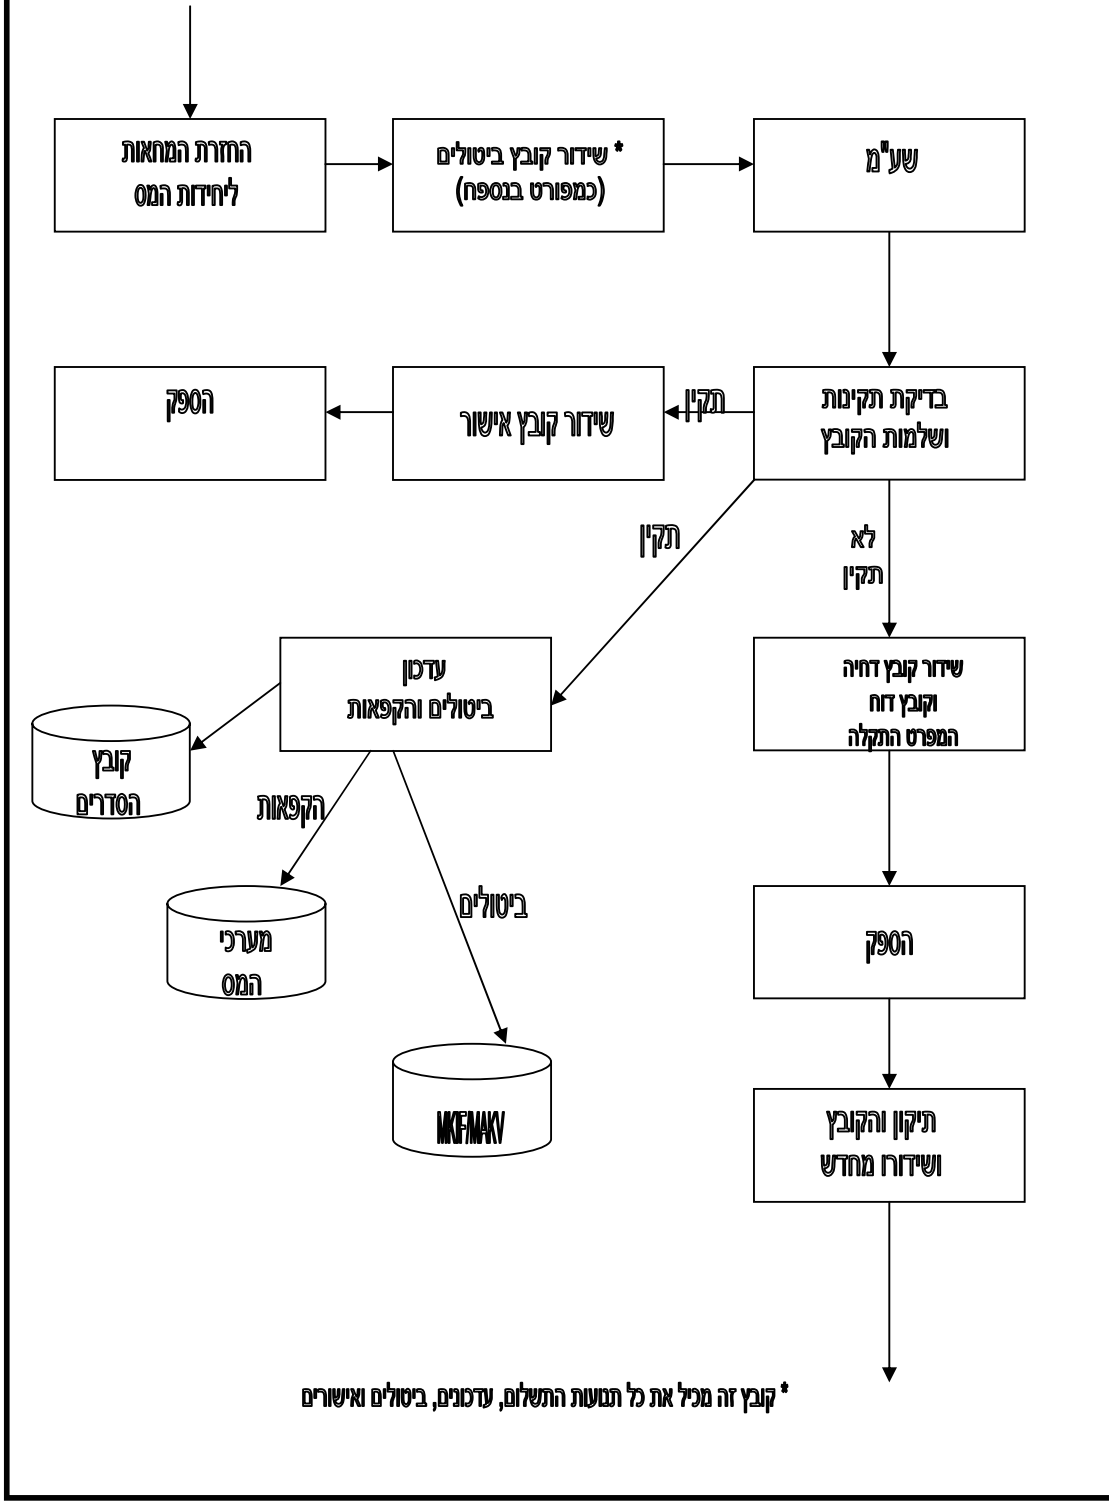 החזרת המחאות
ליחידות המס
* שידור קובץ ביטולים
(כמפורט בנספח)
שע"מ
בדיקת תקינות
ושלמות הקובץ
תקין
שידור קובץ אישור
הספק
תקין
לא
תקין
עדכון
ביטולים והקפאות
שידור קובץ דחיה
וקובץ דוח
המפרט התקלה
קובץ
הסדרים
הקפאות
ביטולים
מערכי
המס
הספק
MKIF/MAKV
תיקון והקובץ
ושידורו מחדש
* קובץ זה מכיל את כל תנועות התשלום, עדכונים, ביטולים ואישורים